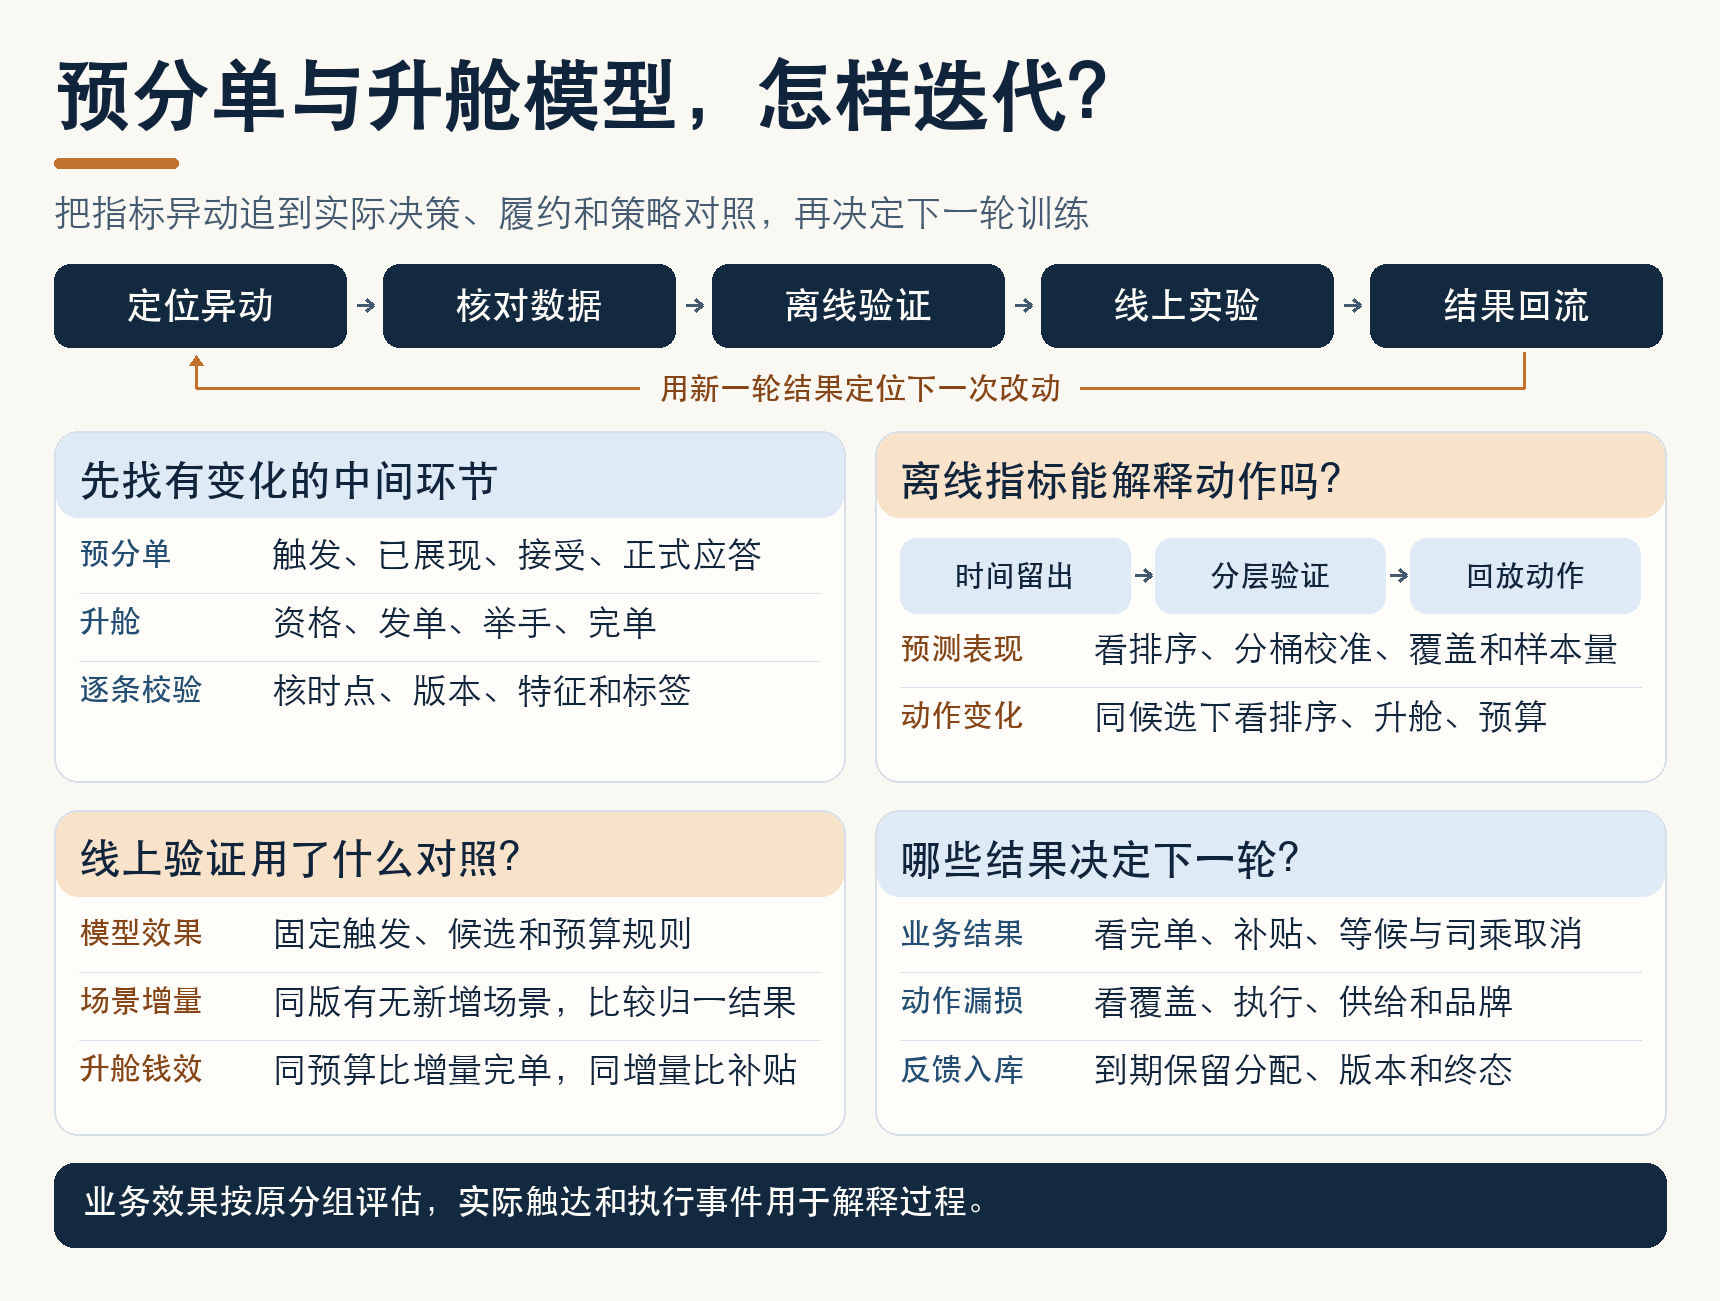 预分单与升舱模型，怎样迭代？
把指标异动追到实际决策、履约和策略对照，再决定下一轮训练
定位异动
核对数据
离线验证
线上实验
结果回流
用新一轮结果定位下一次改动
先找有变化的中间环节
预分单 触发、已展现、接受、正式应答
升舱 资格、发单、举手、完单
逐条校验 核时点、版本、特征和标签
离线指标能解释动作吗？
时间留出
分层验证
回放动作
预测表现 看排序、分桶校准、覆盖和样本量
动作变化 同候选下看排序、升舱、预算
线上验证用了什么对照？
模型效果 固定触发、候选和预算规则
场景增量 同版有无新增场景，比较归一结果
升舱钱效 同预算比增量完单，同增量比补贴
哪些结果决定下一轮？
业务结果 看完单、补贴、等候与司乘取消
动作漏损 看覆盖、执行、供给和品牌
反馈入库 到期保留分配、版本和终态
业务效果按原分组评估，实际触达和执行事件用于解释过程。